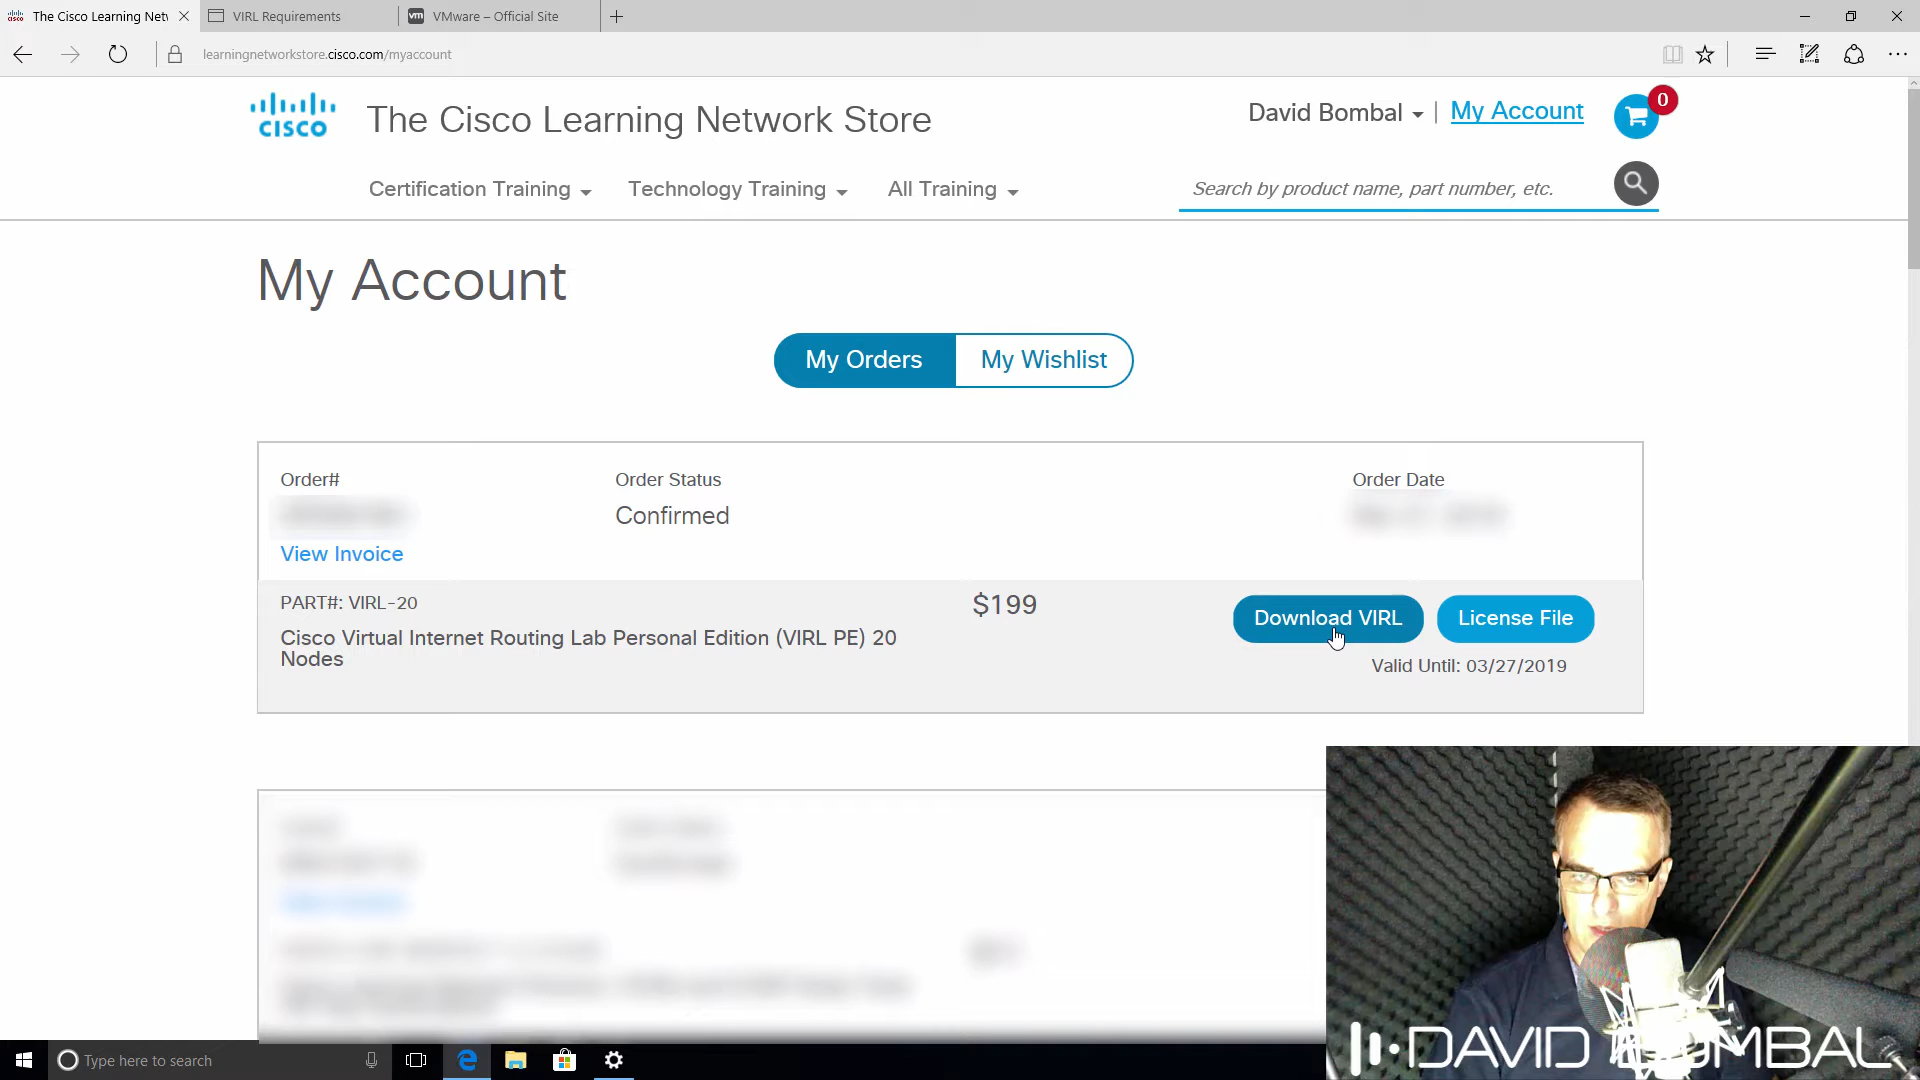 The Cisco Learning Net
VIRL Requirements
VMware – Official Site
learningnetworkstore.cisco.com/myaccount
CISCO
The Cisco Learning Network Store
David Bombal
My Account
0
Certification Training
Technology Training
All Training
Search by product name, part number, etc.
My Account
My Orders
My Wishlist
Order#
Order Status
Order Date
Confirmed
View Invoice
PART#: VIRL-20
$199
Download VIRL
License File
Cisco Virtual Internet Routing Lab Personal Edition (VIRL PE) 20
Nodes
Valid Until: 03/27/2019
Type here to search
DAVID BOMBAL